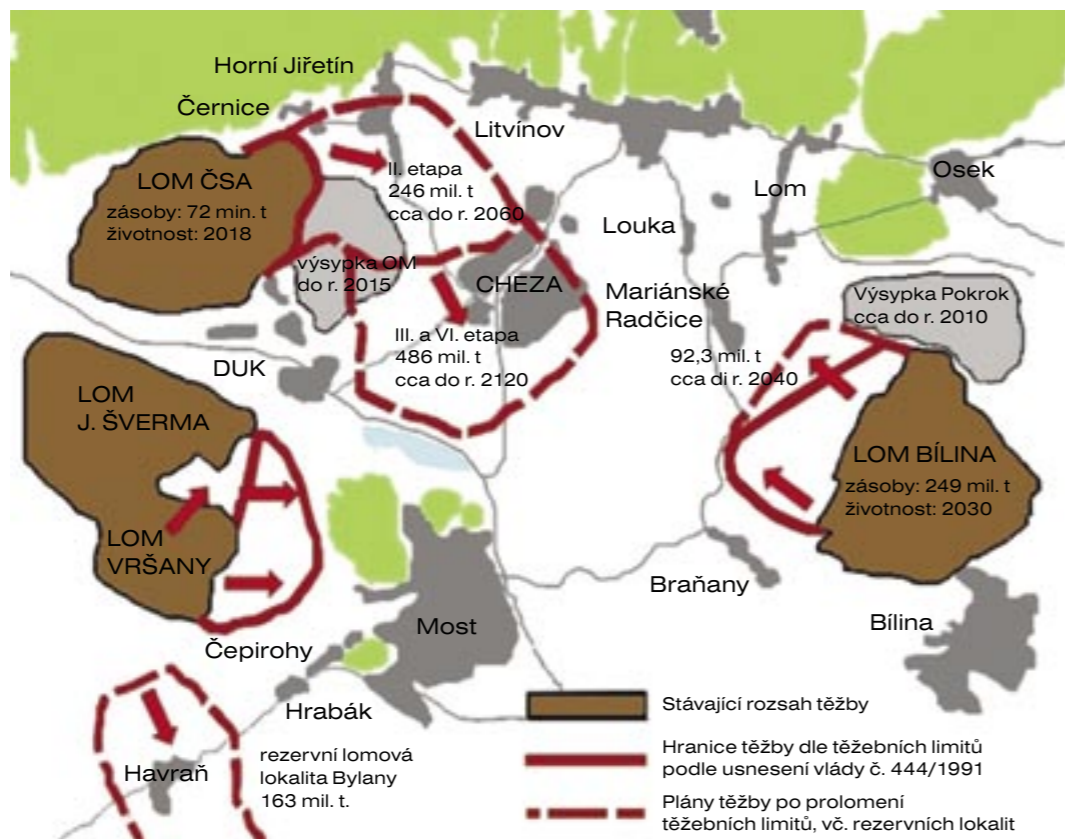 Horní Jiřetín
Černice
Litvínov
II. etapa
246 mil. t
cca do r. 2060
LOM ČSA
zásoby: 72 min. t
životnost: 2018
Lom
Osek
Louka
výsypka OM
do r. 2015
CHEZA
Mariánské
Radčice
Výsypka Pokrok
cca do r. 2010
III. a VI. etapa
486 mil. t
cca do r. 2120
92,3 mil. t
cca di r. 2040
DUK
LOM
J. ŠVERMA
LOM BÍLINA
zásoby: 249 mil. t
životnost: 2030
LOM
VRŠANY
Braňany
Bílina
Most
Čepirohy
Hrabák
Havraň
rezervní lomová
lokalita Bylany
163 mil. t.
Stávající rozsah těžby
Hranice těžby dle těžebních limitů
podle usnesení vlády č. 444/1991
Plány těžby po prolomení
těžebních limitů, vč. rezervních lokalit